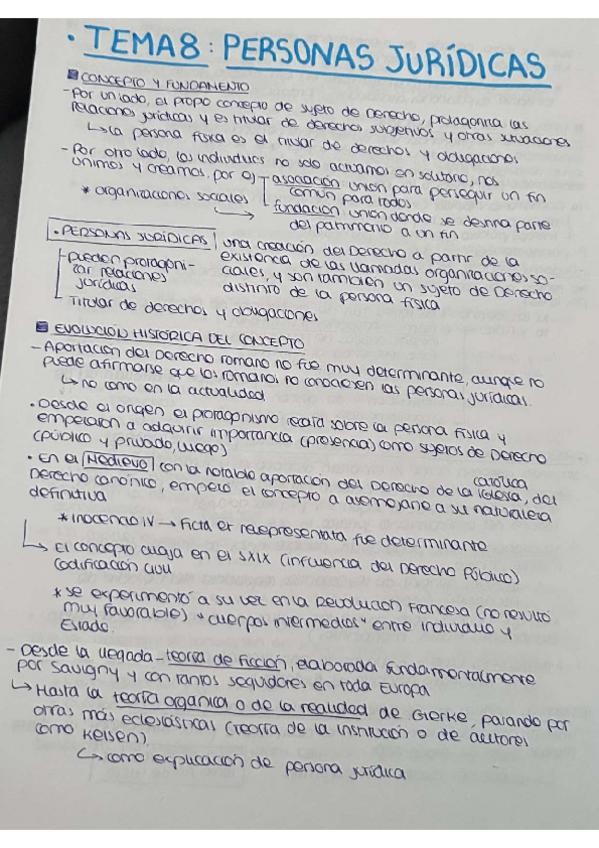 · TEMA 8: PERSONAS JURÍDICAS
CONCEPTO Y FUNDAMENTO
-Por un lado, el propio concepto de sujeto de Derecho, protagoniza las
relaciones jurídicas y es titular de derechos subjetivos y otras situaciones
↳ la persona física es el titular de derechos y obligaciones
- Por otro lado, los individuos no solo actuamos en solitario, nos
unimos y creamos, por ej asociación unión para perseguir un fin
común para todos
* organizaciones sociales → fundación unión donde se destina parte
del patrimonio a un fin
· PERSONAS JURÍDICAS una creación del Derecho a partir de la
existencia de las llamadas organizaciones so-
ciales, y son también un sujeto de Derecho
distinto de la persona física
- pueden protagoni-
zar relaciones
jurídicas
Titular de derechos y obligaciones
EVOLUCIÓN HISTÓRICA DEL CONCEPTO
- Aportación del Derecho romano no fue muy determinante, aunque no
puede afirmarse que los romanos no conociesen las personas jurídicas.
↳ no como en la actualidad
· Desde el origen el protagonismo recaía sobre la persona física y
empezaron a adquirir importancia (presencia) como sujetos de Derecho
(público y privado, luego)
· En el Medievo con la notable aportación del Derecho de la Iglesia católica, del
Derecho canónico, empezó el concepto a asemejarse a su naturaleza
definitiva
* Inocencio IV → Ficta et reepresentata fue determinante
↳ el concepto cuaja en el SXIX (influencia del Derecho Público)
Codificación civil
* se experimentó a su vez en la Revolución Francesa (no resultó
muy favorable) "cuerpos intermedios" entre individuo y
Estado.
- Desde la llegada - teoría de ficción, elaborada fundamentalmente
por Savigny y con tantos seguidores en toda Europa
↳ Hasta la teoría orgánica o de la realidad de Gierke, pasando por
otras más eclesiásticas (teoría de la institución o de autores
como Kelsen).
↳ como explicación de persona jurídica